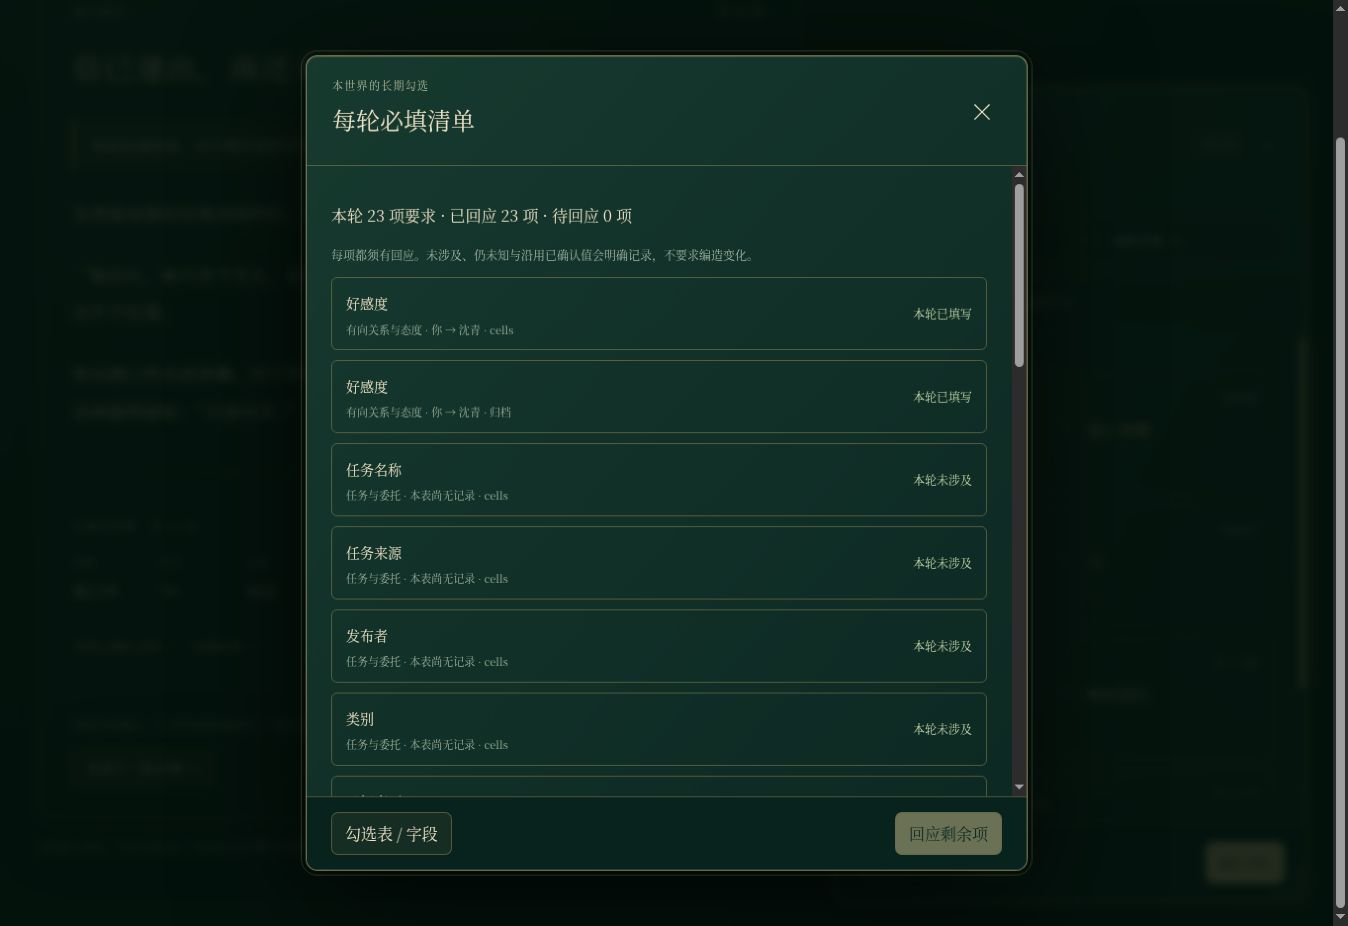 本世界的长期勾选
每轮必填清单
本轮 23 项要求 · 已回应 23 项 · 待回应 0 项
每项都须有回应。未涉及、仍未知与沿用已确认值会明确记录，不要求编造变化。
好感度
有向关系与态度 · 你 → 沈青 · cells
本轮已填写
好感度
有向关系与态度 · 你 → 沈青 · 归档
本轮已填写
任务名称
任务与委托 · 本表尚无记录 · cells
本轮未涉及
任务来源
任务与委托 · 本表尚无记录 · cells
本轮未涉及
发布者
任务与委托 · 本表尚无记录 · cells
本轮未涉及
类别
任务与委托 · 本表尚无记录 · cells
本轮未涉及
勾选表 / 字段
回应剩余项